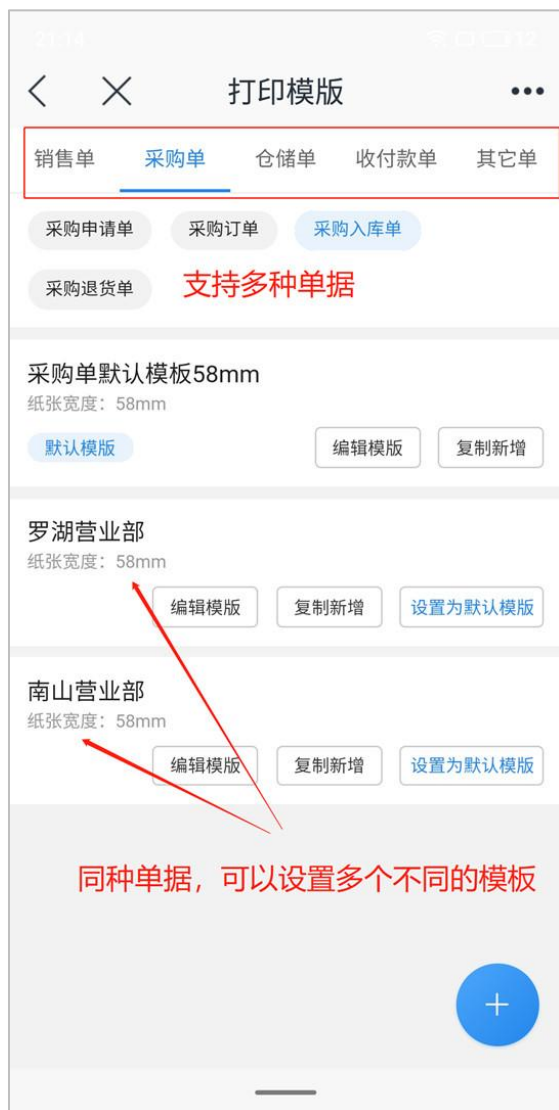 21:14
打印模版
销售单 采购单 仓储单 收付款单 其它单
采购申请单 采购订单 采购入库单
采购退货单 支持多种单据
采购单默认模板58mm
纸张宽度：58mm
默认模版 编辑模版 复制新增
罗湖营业部
纸张宽度：58mm
编辑模版 复制新增 设置为默认模版
南山营业部
纸张宽度：58mm
编辑模版 复制新增 设置为默认模版
同种单据，可以设置多个不同的模板